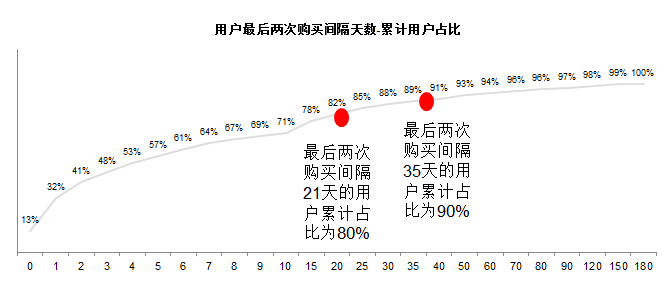 用户最后两次购买间隔天数-累计用户占比
13% 32% 41% 48% 53% 57% 61% 64% 67% 69% 71% 78% 82% 85% 88% 89% 91% 93% 94% 96% 96% 97% 98% 99% 100%
最后两次
购买间隔
21天的用
户累计占
比为80%
最后两次
购买间隔
35天的用
户累计占
比为90%
0 1 2 3 4 5 6 7 8 9 10 15 20 25 30 35 40 50 60 70 80 90 120 150 180